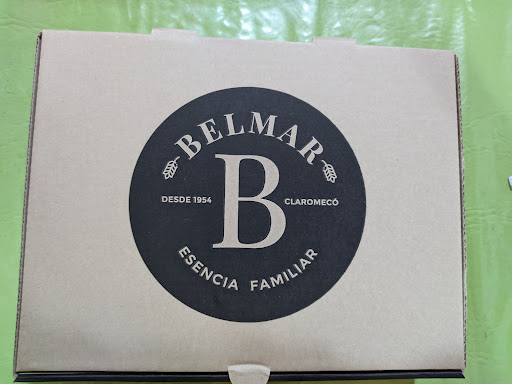 BELMAR
DESDE 1954
B
CLAROMECÓ
ESENCIA FAMILIAR